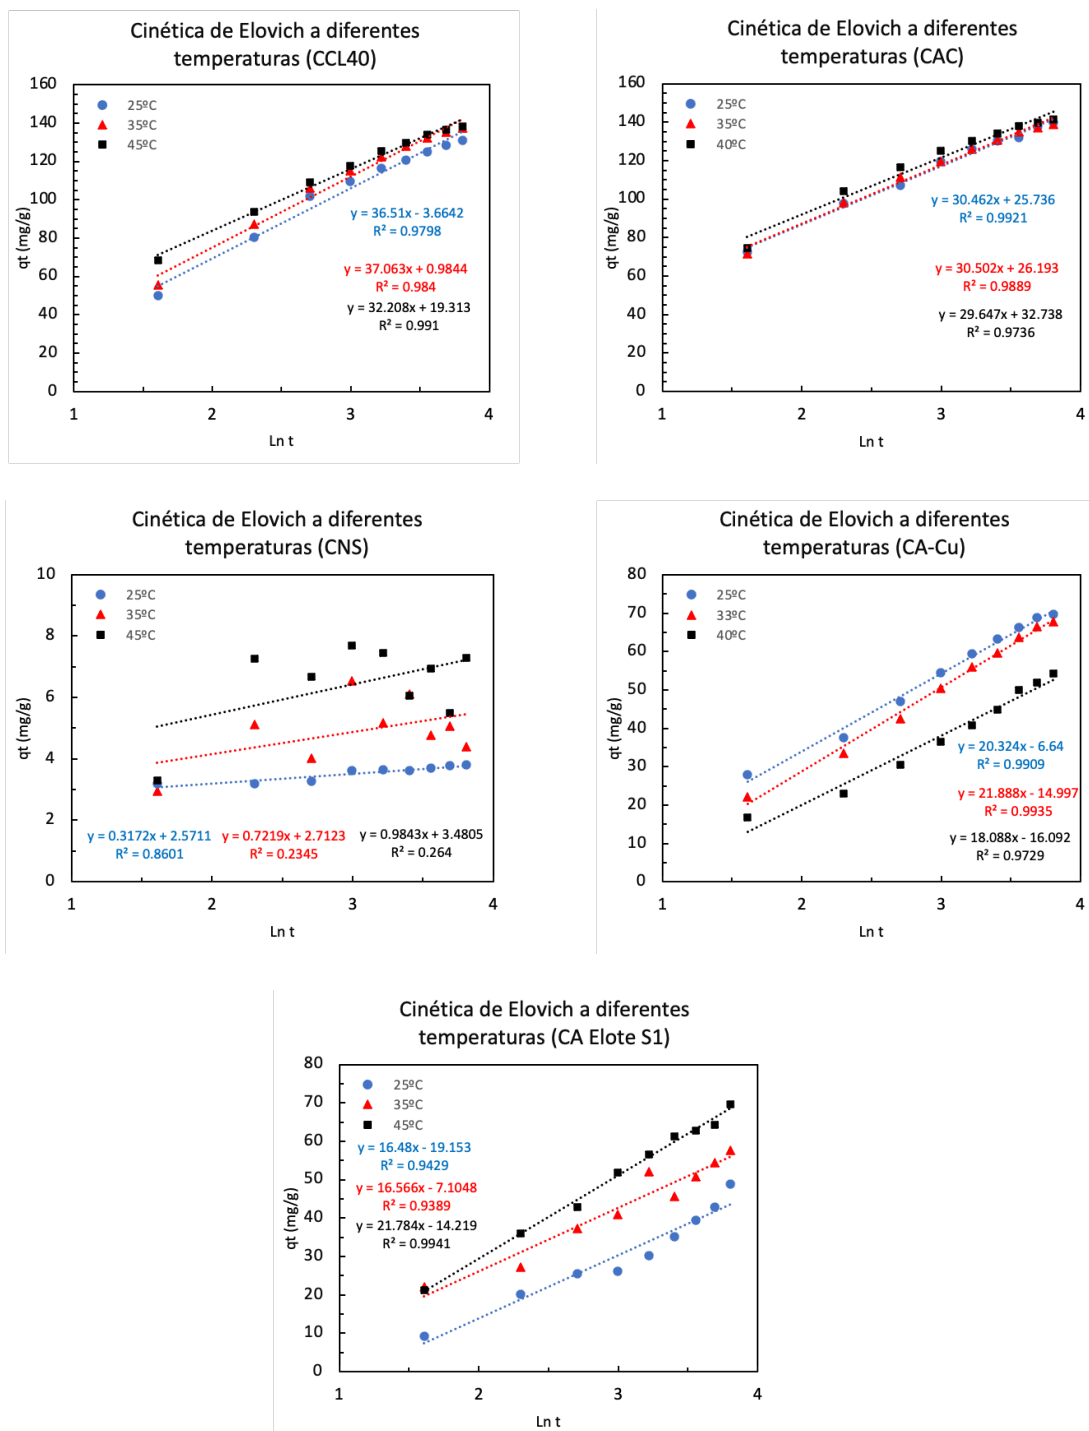 Cinética de Elovich a diferentes
temperaturas (CCL40)
160
140
120
100
80
60
40
20
0
qt (mg/g)
25ºC
35ºC
45ºC
36.51x - 3.6642
R² = 0.9798
y = 37.063x + 0.9844
R² = 0.984
y = 32.208x + 19.313
R² = 0.991
1 2 3 4
Ln t
Cinética de Elovich a diferentes
temperaturas (CAC)
160
140
120
100
80
60
40
20
0
qt (mg/g)
25ºC
35ºC
40ºC
30.462x + 25.736
R² = 0.9921
y = 30.502x + 26.193
R² = 0.9889
y = 29.647x + 32.738
R² = 0.9736
1 2 3 4
Ln t
Cinética de Elovich a diferentes
temperaturas (CNS)
10
8
6
4
2
0
qt (mg/g)
25ºC
35ºC
45ºC
y = 0.3172x + 2.5711
R² = 0.8601
y = 0.7219x + 2.7123
R² = 0.2345
y = 0.9843x + 3.4805
R² = 0.264
1 2 3 4
Ln t
Cinética de Elovich a diferentes
temperaturas (CA-Cu)
80
70
60
50
40
30
20
10
0
qt (mg/g)
25ºC
33ºC
40ºC
y = 20.324x - 6.64
R² = 0.9909
y = 21.888x - 14.997
R² = 0.9935
y = 18.088x - 16.092
R² = 0.9729
1 2 3 4
Ln t
Cinética de Elovich a diferentes
temperaturas (CA Elote S1)
80
70
60
50
40
30
20
10
0
qt (mg/g)
25ºC
35ºC
45ºC
y = 16.48x - 19.153
R² = 0.9429
y = 16.566x - 7.1048
R² = 0.9389
y = 21.784x - 14.219
R² = 0.9941
1 2 3 4
Ln t